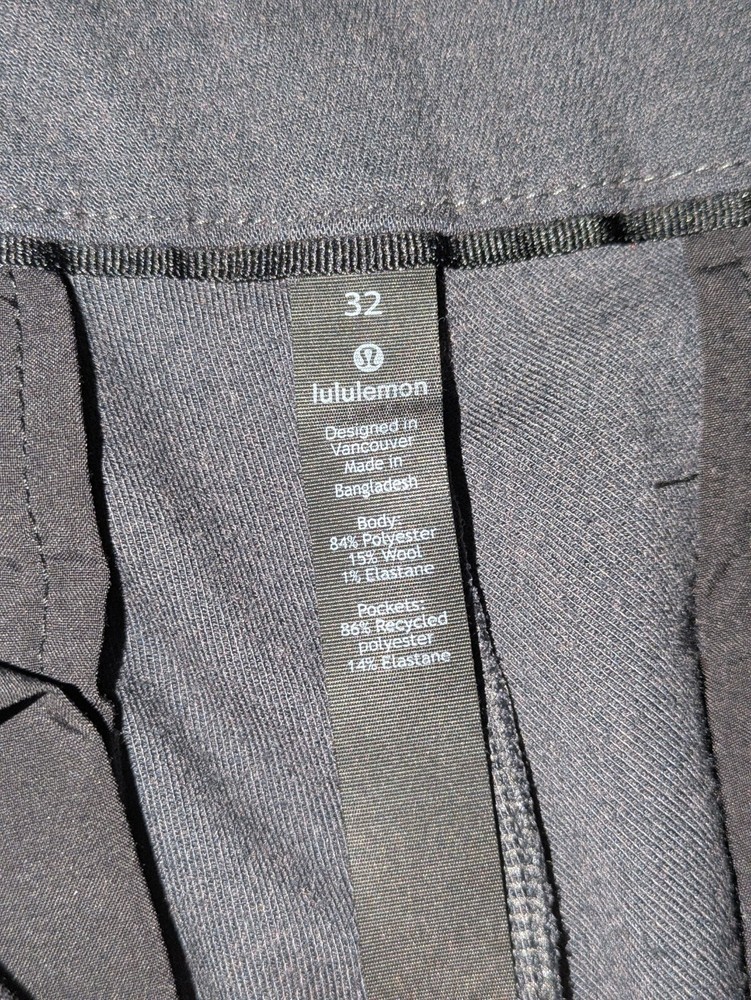 32
lululemon
Designed in
Vancouver
Made in
Bangladesh
Body:
84% Polyester
15% Wool
1% Elastane
Pockets:
86% Recycled
polyester
14% Elastane